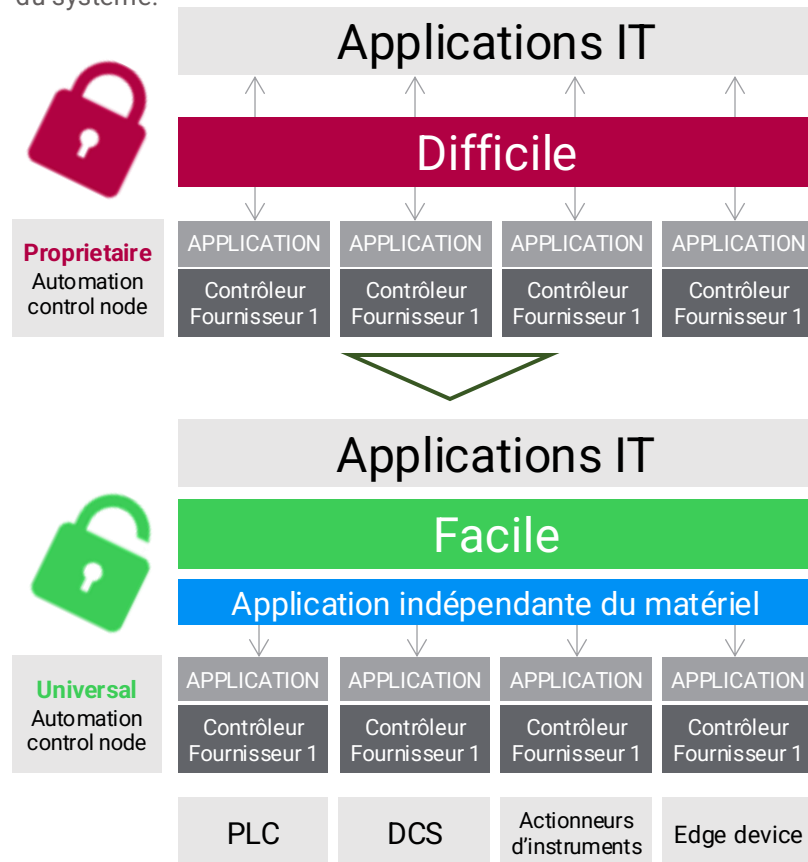 du système.
Applications IT
Difficile
Proprietaire
Automation
control node
APPLICATION
APPLICATION
APPLICATION
APPLICATION
Contrôleur
Fournisseur 1
Contrôleur
Fournisseur 1
Contrôleur
Fournisseur 1
Contrôleur
Fournisseur 1
Applications IT
Facile
Application indépendante du matériel
Universal
Automation
control node
APPLICATION
APPLICATION
APPLICATION
APPLICATION
Contrôleur
Fournisseur 1
Contrôleur
Fournisseur 1
Contrôleur
Fournisseur 1
Contrôleur
Fournisseur 1
PLC
DCS
Actionneurs
d'instruments
Edge device